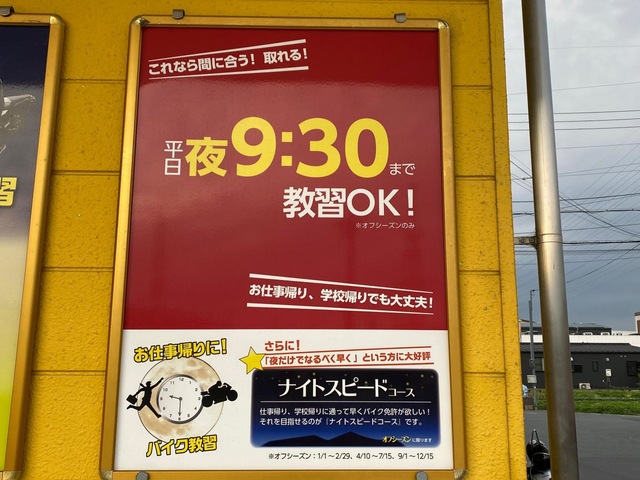 これなら間に合う! 取れる!
平日夜9:30まで
教習OK!
※オフシーズンのみ
お仕事帰り、学校帰りでも大丈夫!
お仕事帰りに!
バイク教習
さらに!
「夜だけでなるべく早く」という方に大好評
ナイトスピードコース
仕事帰り、学校帰りに通って早くバイク免許が欲しい!
それを目指せるのが『ナイトスピードコース』です。
オフシーズンに限ります
※オフシーズン:1/1~2/29、4/10~7/15、9/1~12/15
習